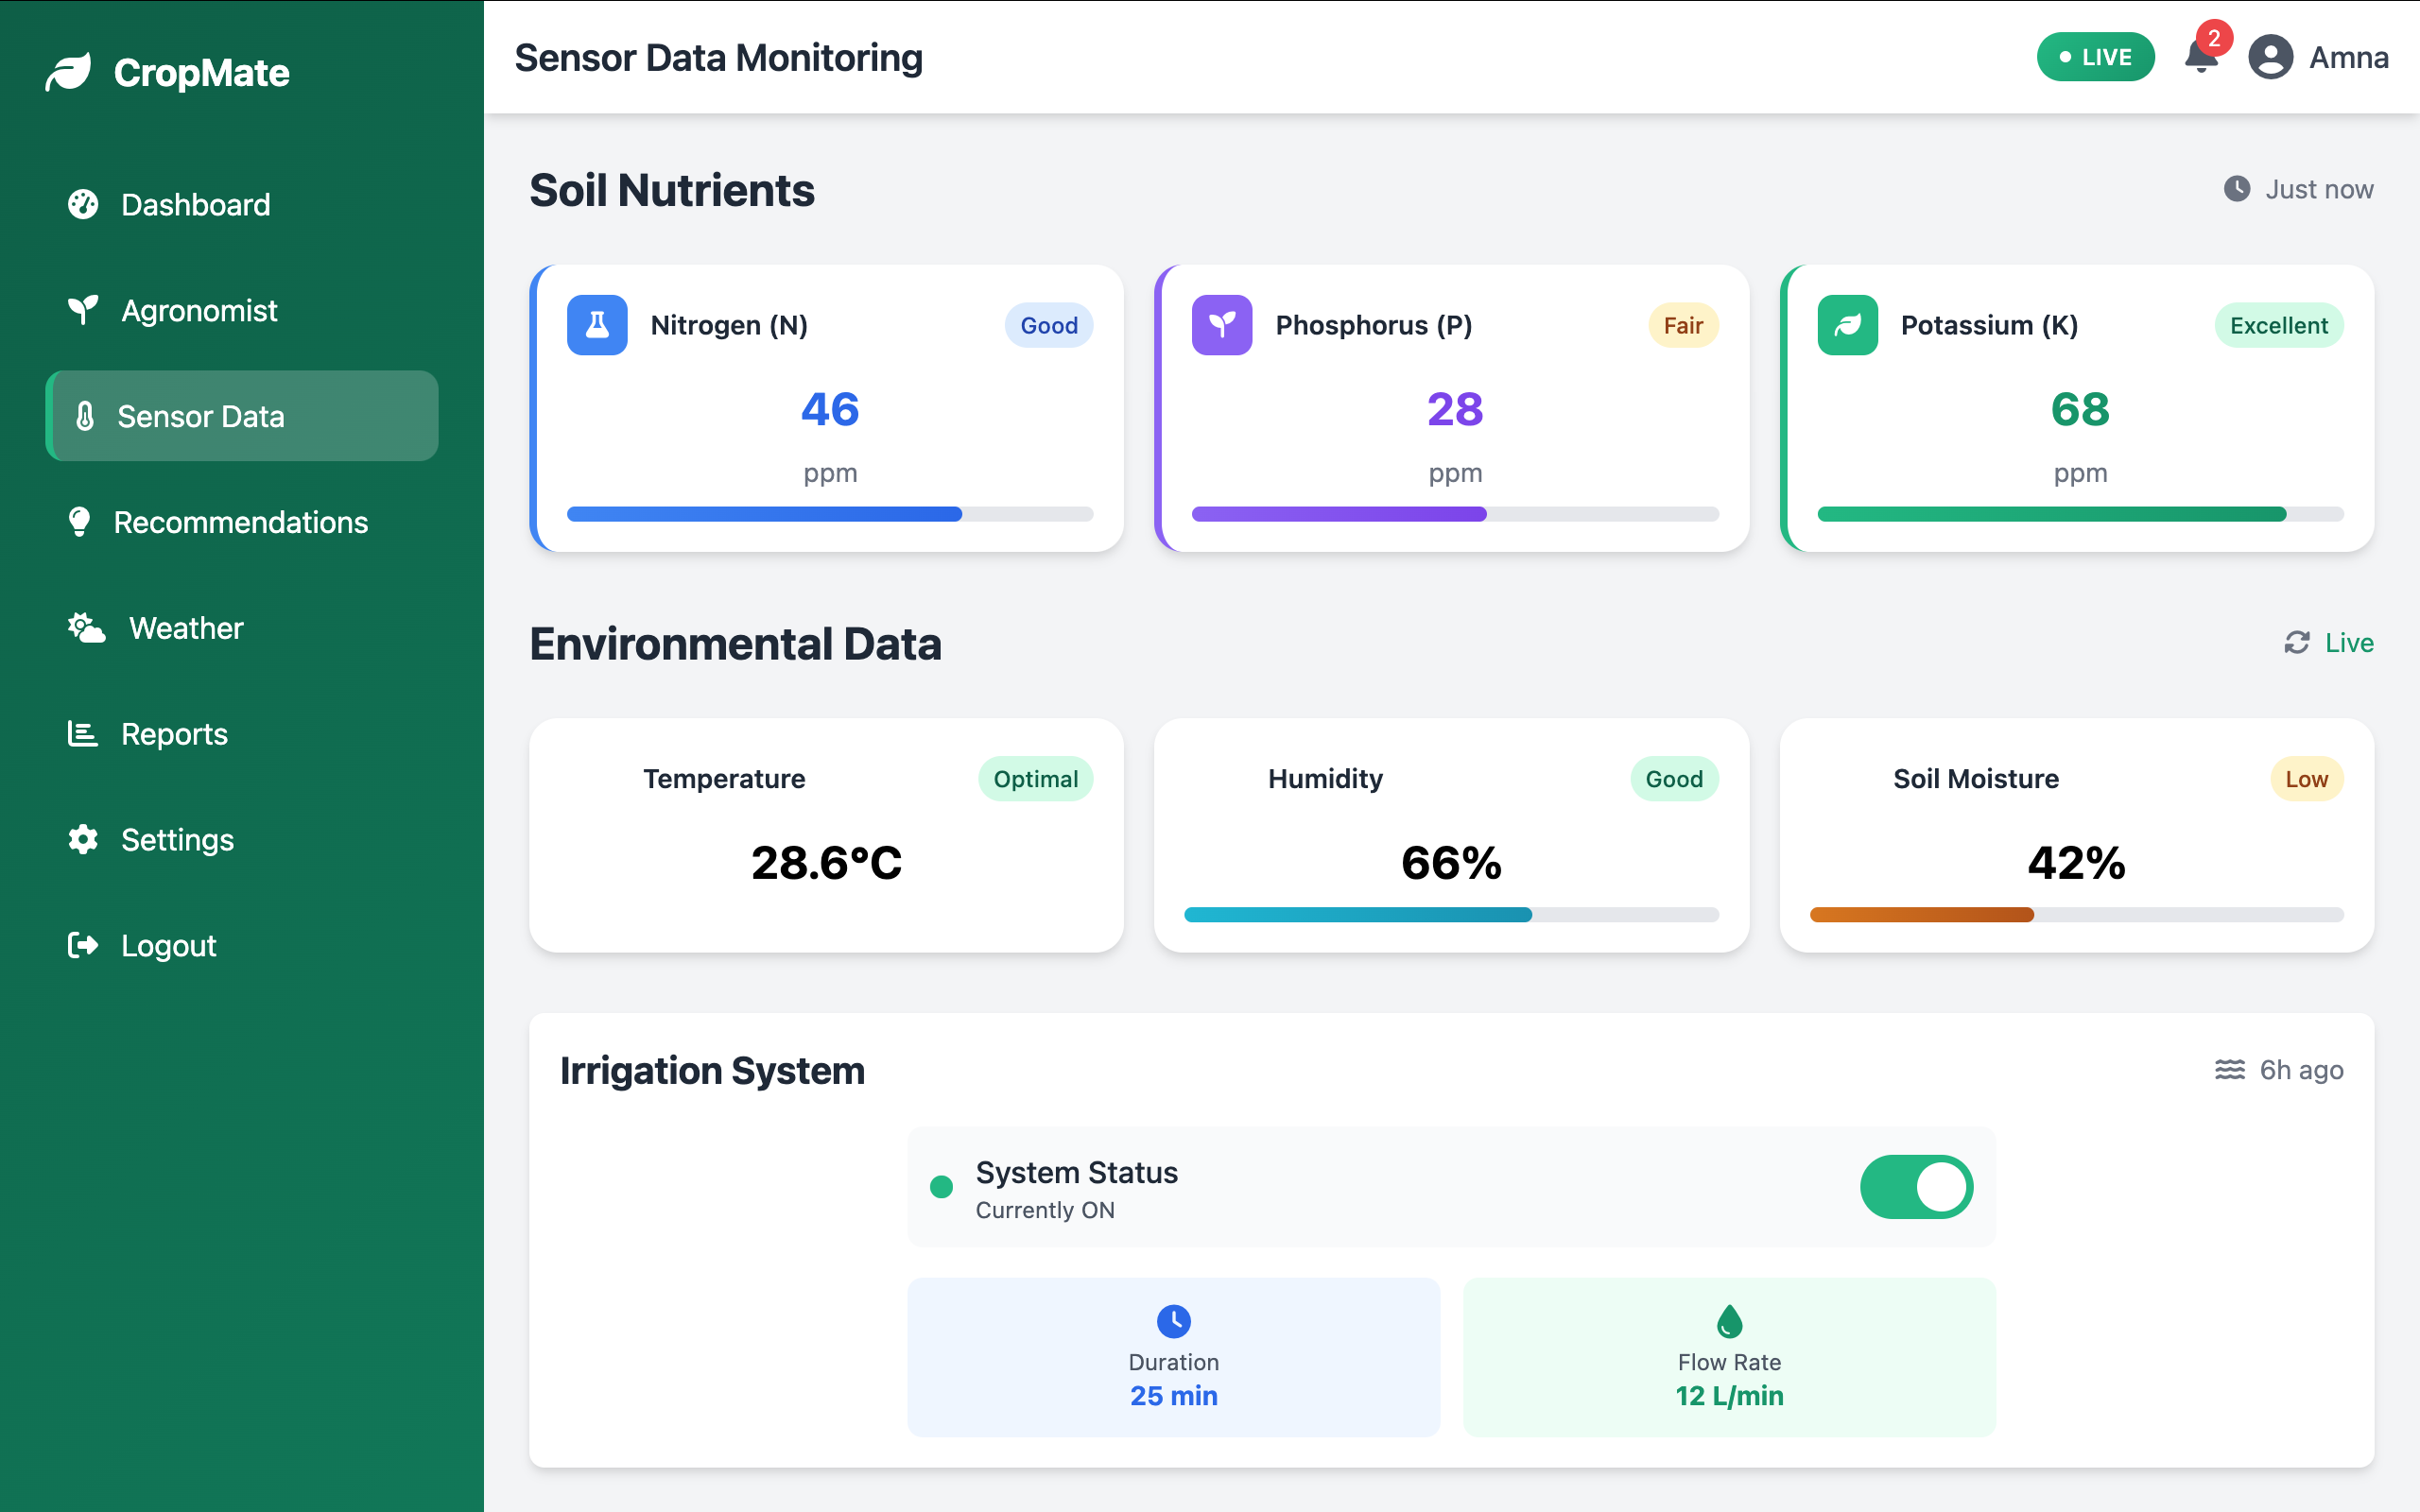 CropMate
Dashboard
Agronomist
Sensor Data
Recommendations
Weather
Reports
Settings
Logout
Sensor Data Monitoring
LIVE
2
Amna
Soil Nutrients
Just now
Nitrogen (N)
Good
46
ppm
Phosphorus (P)
Fair
28
ppm
Potassium (K)
Excellent
68
ppm
Environmental Data
Live
Temperature
Optimal
28.6°C
Humidity
Good
66%
Soil Moisture
Low
42%
Irrigation System
6h ago
System Status
Currently ON
Duration
25 min
Flow Rate
12 L/min